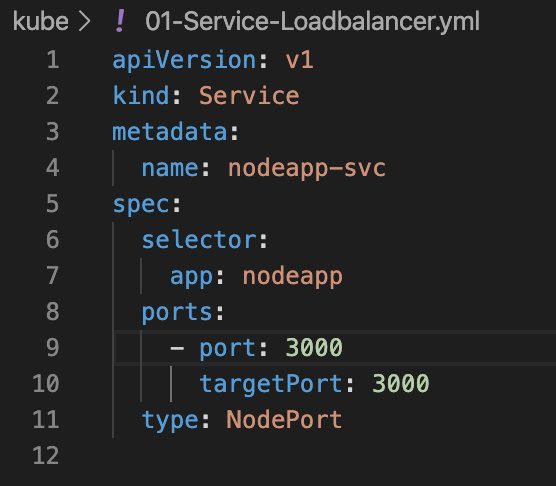 kube > ! 01-Service-Loadbalancer.yml
1 apiVersion: v1
2 kind: Service
3 metadata:
4   name: nodeapp-svc
5 spec:
6   selector:
7     app: nodeapp
8   ports:
9     - port: 3000
10       targetPort: 3000
11   type: NodePort
12